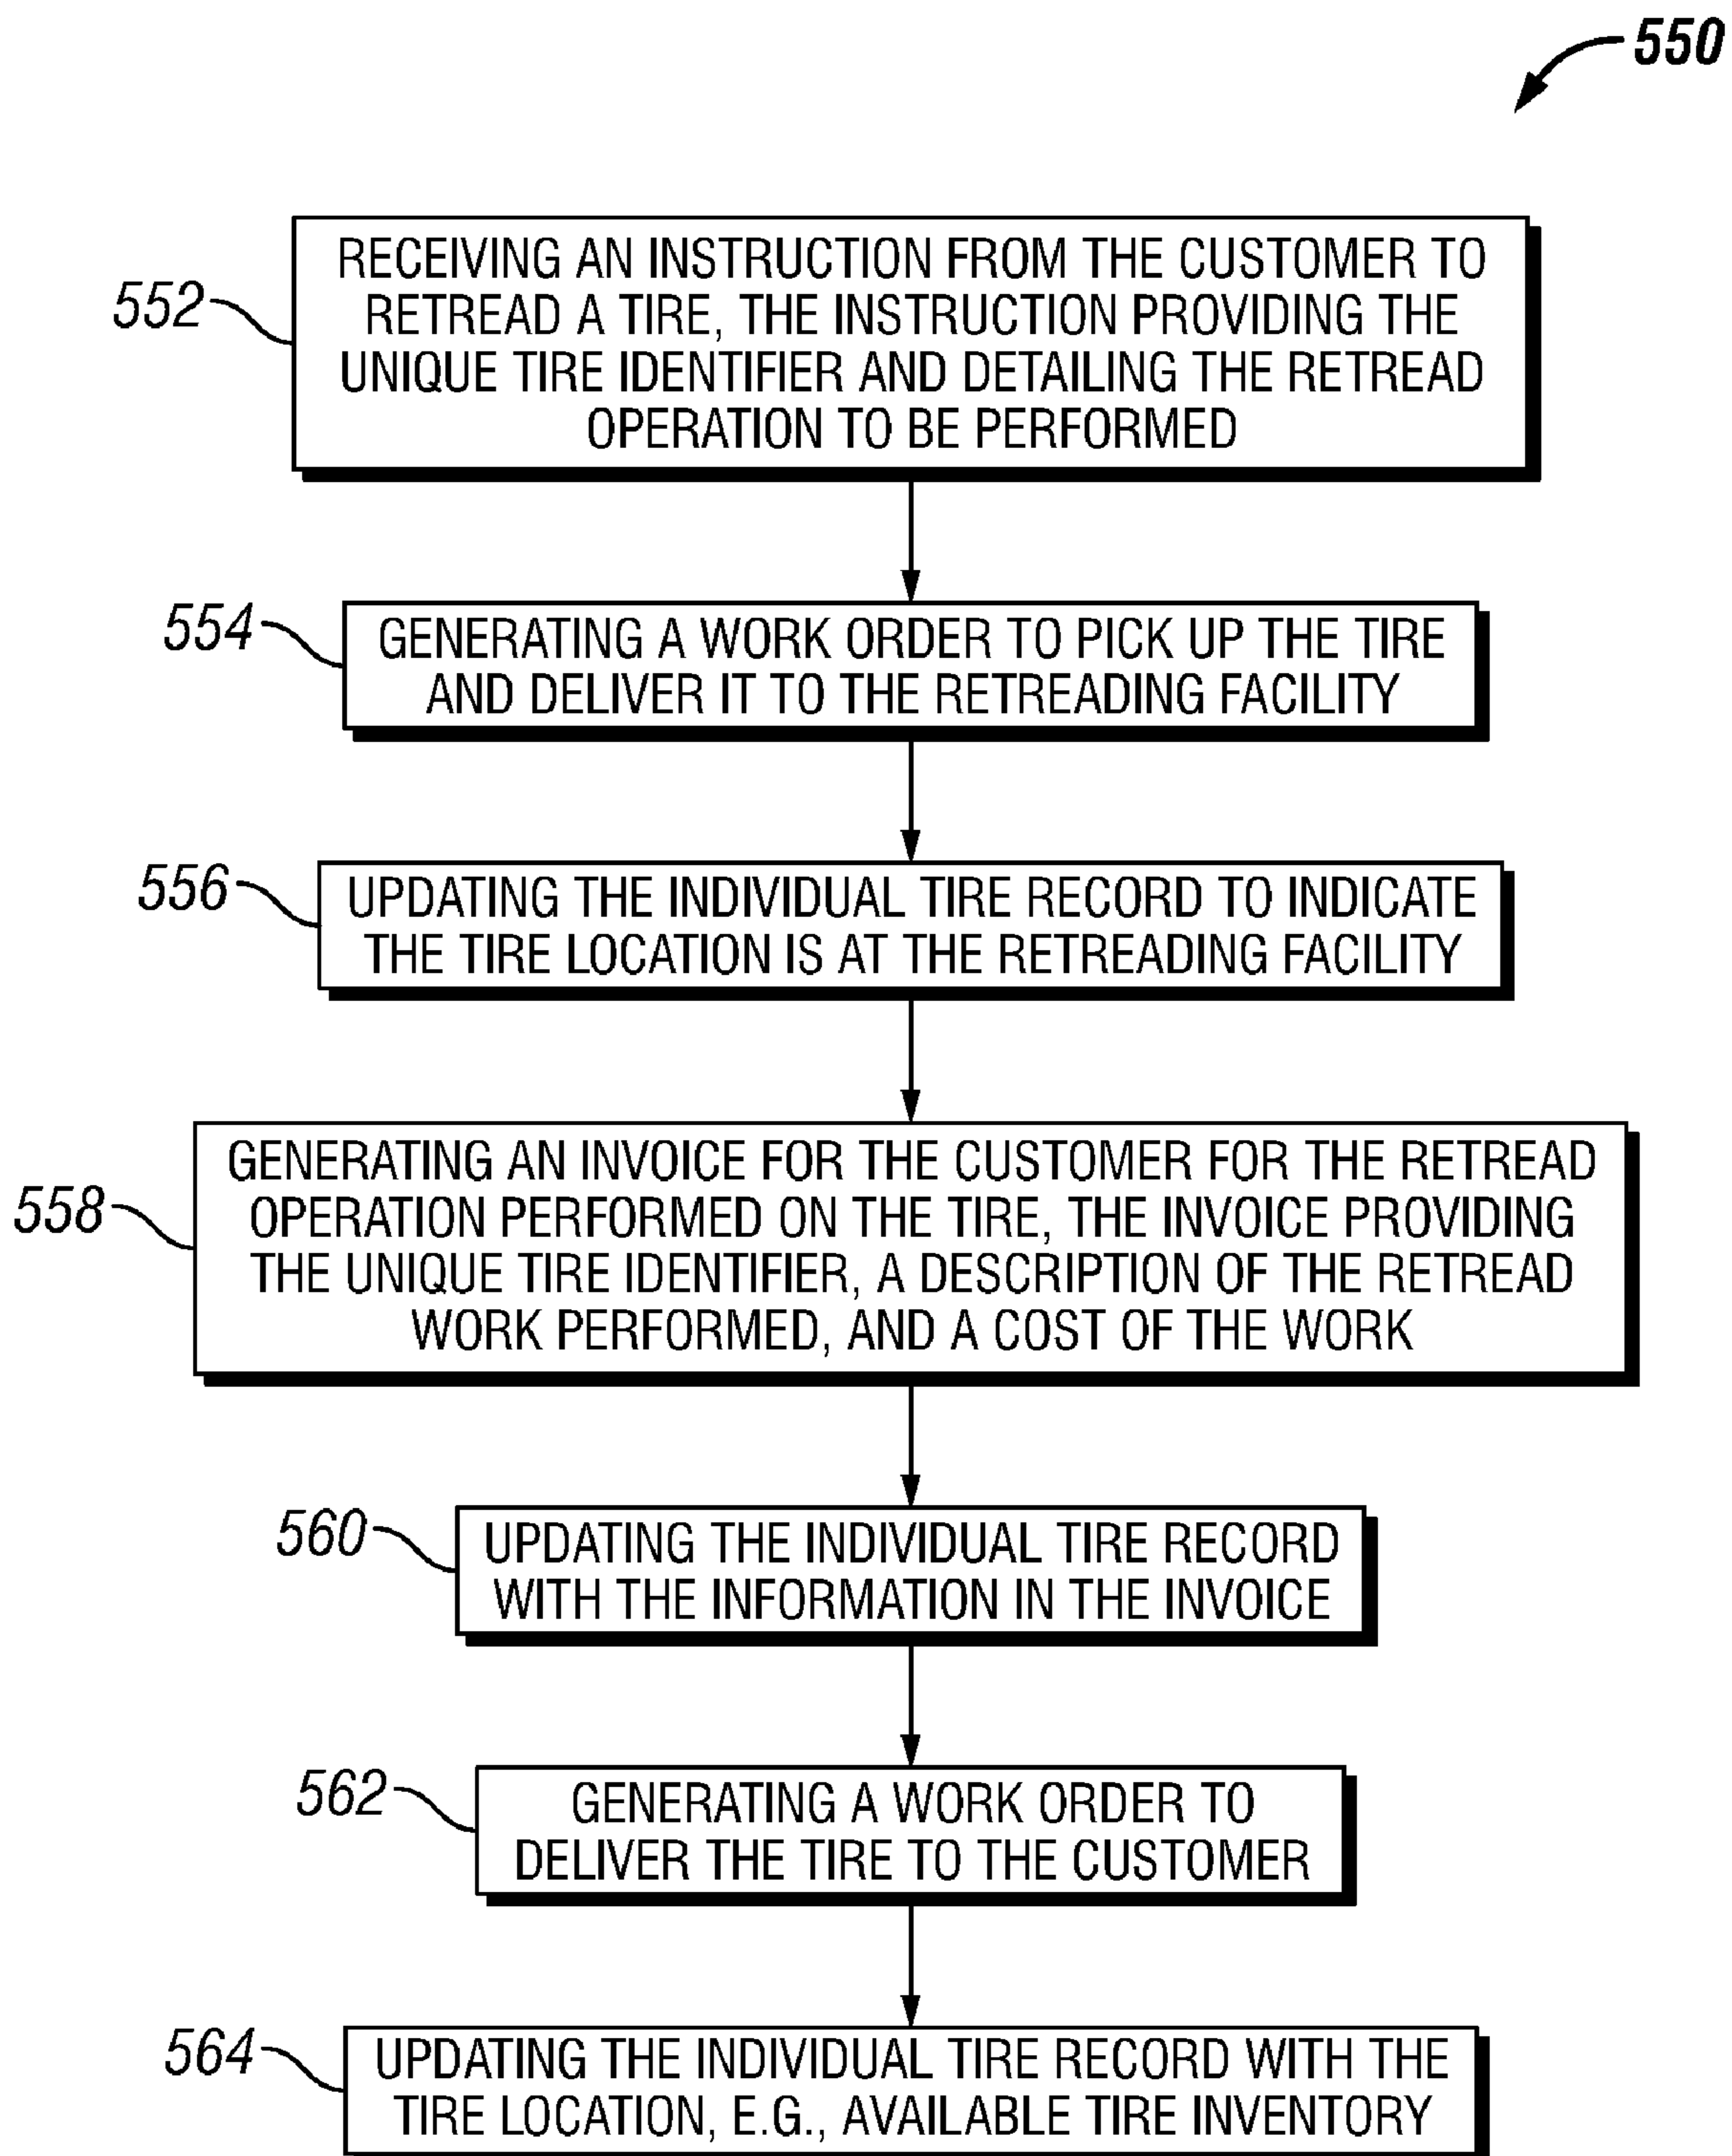 550
552
RECEIVING AN INSTRUCTION FROM THE CUSTOMER TO
RETREAD A TIRE, THE INSTRUCTION PROVIDING THE
UNIQUE TIRE IDENTIFIER AND DETAILING THE RETREAD
OPERATION TO BE PERFORMED
554
GENERATING A WORK ORDER TO PICK UP THE TIRE
AND DELIVER IT TO THE RETREADING FACILITY
556
UPDATING THE INDIVIDUAL TIRE RECORD TO INDICATE
THE TIRE LOCATION IS AT THE RETREADING FACILITY
558
GENERATING AN INVOICE FOR THE CUSTOMER FOR THE RETREAD
OPERATION PERFORMED ON THE TIRE, THE INVOICE PROVIDING
THE UNIQUE TIRE IDENTIFIER, A DESCRIPTION OF THE RETREAD
WORK PERFORMED, AND A COST OF THE WORK
560
UPDATING THE INDIVIDUAL TIRE RECORD
WITH THE INFORMATION IN THE INVOICE
562
GENERATING A WORK ORDER TO
DELIVER THE TIRE TO THE CUSTOMER
564
UPDATING THE INDIVIDUAL TIRE RECORD WITH THE
TIRE LOCATION, E.G., AVAILABLE TIRE INVENTORY